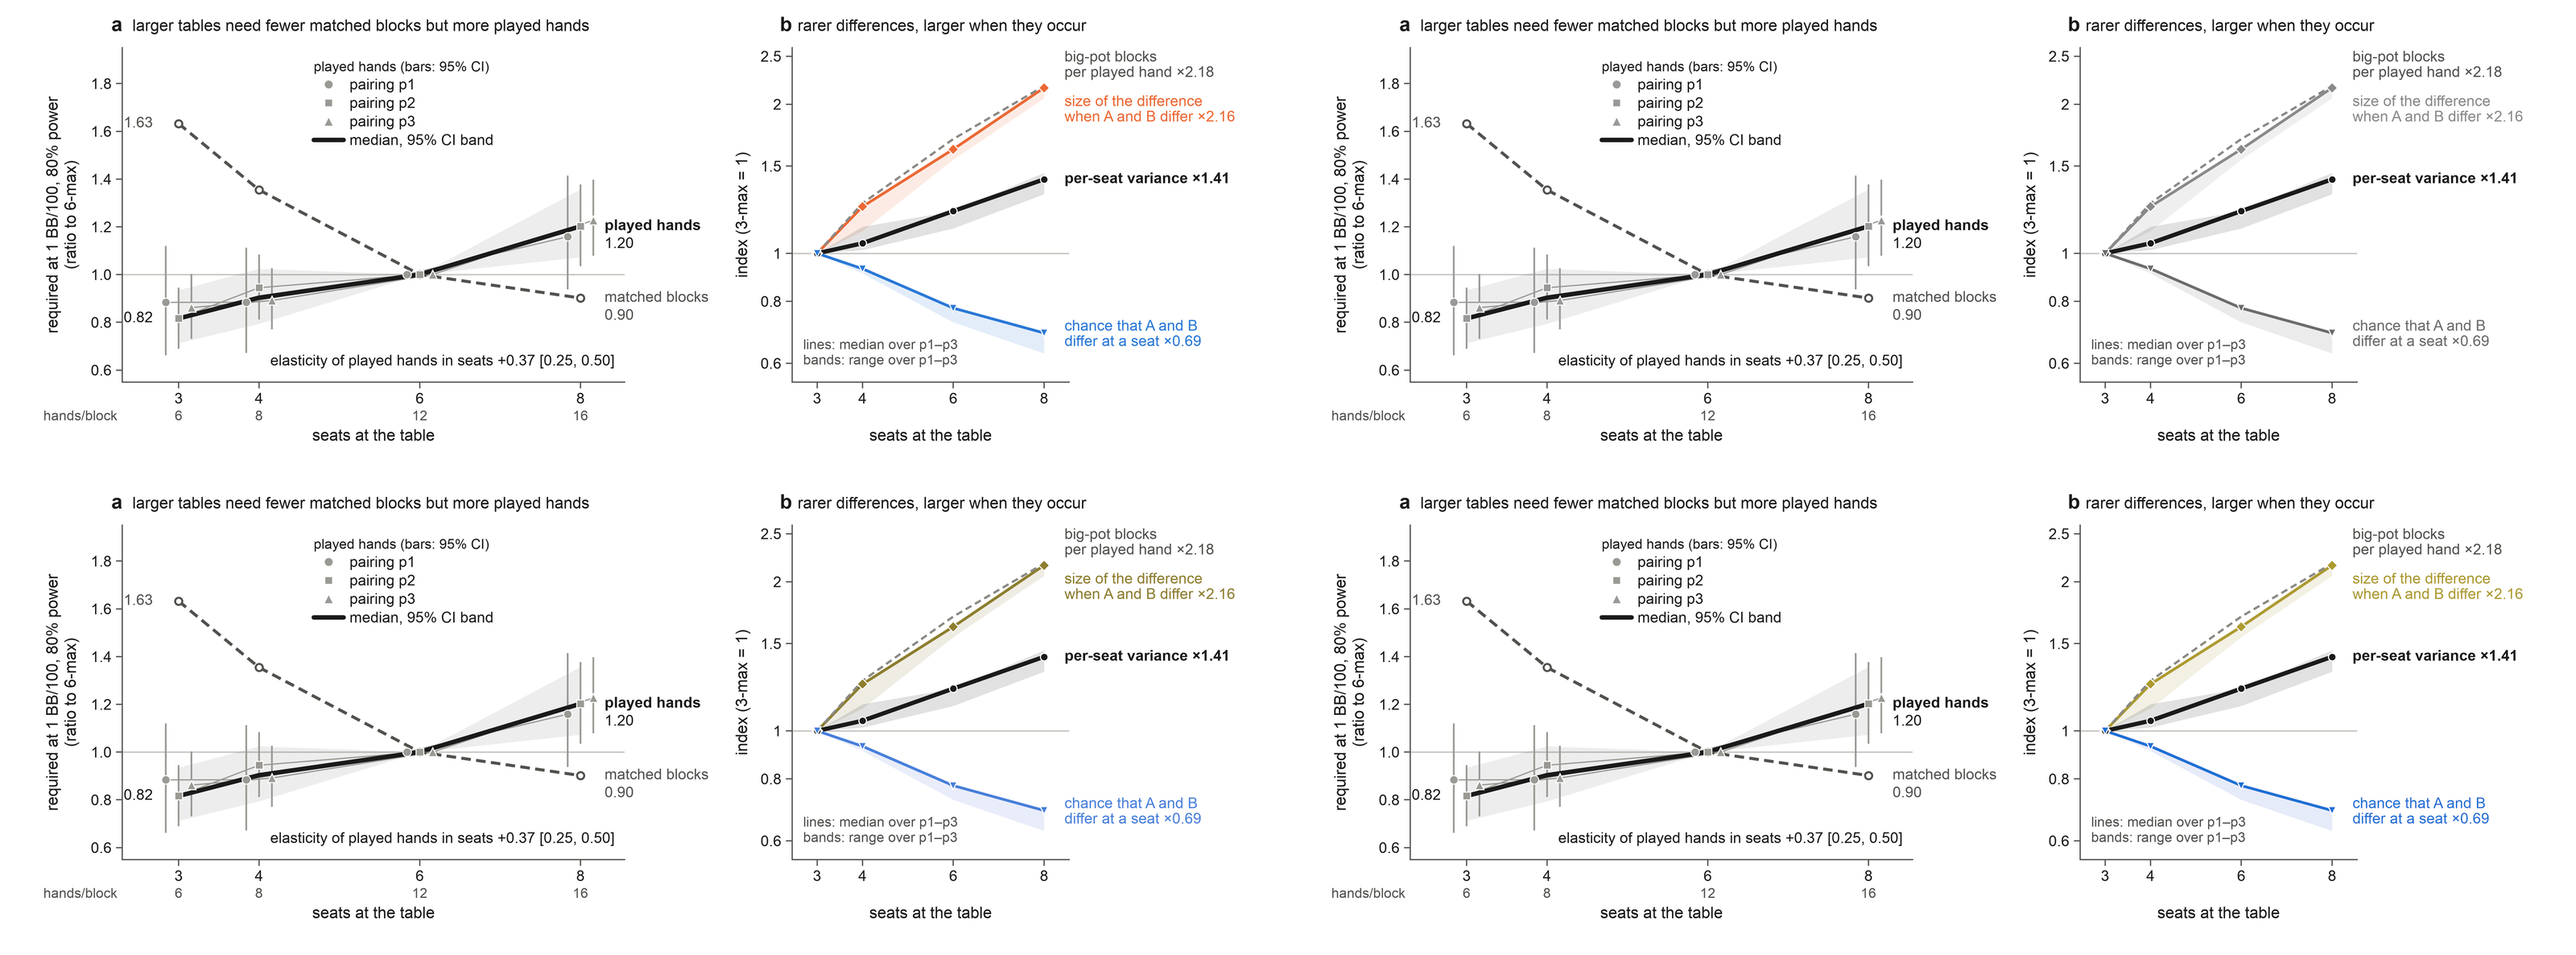 a larger tables need fewer matched blocks but more played hands
required at 1 BB/100, 80% power
(ratio to 6-max)
1.8
1.6
1.4
1.2
1.0
0.8
0.6
played hands (bars: 95% CI)
pairing p1
pairing p2
pairing p3
median, 95% CI band
1.63
0.82
played hands
1.20
matched blocks
0.90
elasticity of played hands in seats +0.37 [0.25, 0.50]
3 4 6 8
hands/block 6 8 12 16
seats at the table
b rarer differences, larger when they occur
index (3-max = 1)
2.5
2
1.5
1
0.8
0.6
big-pot blocks
per played hand ×2.18
size of the difference
when A and B differ ×2.16
per-seat variance ×1.41
chance that A and B
differ at a seat ×0.69
lines: median over p1–p3
bands: range over p1–p3
3 4 6 8
seats at the table
a larger tables need fewer matched blocks but more played hands
required at 1 BB/100, 80% power
(ratio to 6-max)
1.8
1.6
1.4
1.2
1.0
0.8
0.6
played hands (bars: 95% CI)
pairing p1
pairing p2
pairing p3
median, 95% CI band
1.63
0.82
played hands
1.20
matched blocks
0.90
elasticity of played hands in seats +0.37 [0.25, 0.50]
3 4 6 8
hands/block 6 8 12 16
seats at the table
b rarer differences, larger when they occur
index (3-max = 1)
2.5
2
1.5
1
0.8
0.6
big-pot blocks
per played hand ×2.18
size of the difference
when A and B differ ×2.16
per-seat variance ×1.41
chance that A and B
differ at a seat ×0.69
lines: median over p1–p3
bands: range over p1–p3
3 4 6 8
seats at the table
a larger tables need fewer matched blocks but more played hands
required at 1 BB/100, 80% power
(ratio to 6-max)
1.8
1.6
1.4
1.2
1.0
0.8
0.6
played hands (bars: 95% CI)
pairing p1
pairing p2
pairing p3
median, 95% CI band
1.63
0.82
played hands
1.20
matched blocks
0.90
elasticity of played hands in seats +0.37 [0.25, 0.50]
3 4 6 8
hands/block 6 8 12 16
seats at the table
b rarer differences, larger when they occur
index (3-max = 1)
2.5
2
1.5
1
0.8
0.6
big-pot blocks
per played hand ×2.18
size of the difference
when A and B differ ×2.16
per-seat variance ×1.41
chance that A and B
differ at a seat ×0.69
lines: median over p1–p3
bands: range over p1–p3
3 4 6 8
seats at the table
a larger tables need fewer matched blocks but more played hands
required at 1 BB/100, 80% power
(ratio to 6-max)
1.8
1.6
1.4
1.2
1.0
0.8
0.6
played hands (bars: 95% CI)
pairing p1
pairing p2
pairing p3
median, 95% CI band
1.63
0.82
played hands
1.20
matched blocks
0.90
elasticity of played hands in seats +0.37 [0.25, 0.50]
3 4 6 8
hands/block 6 8 12 16
seats at the table
b rarer differences, larger when they occur
index (3-max = 1)
2.5
2
1.5
1
0.8
0.6
big-pot blocks
per played hand ×2.18
size of the difference
when A and B differ ×2.16
per-seat variance ×1.41
chance that A and B
differ at a seat ×0.69
lines: median over p1–p3
bands: range over p1–p3
3 4 6 8
seats at the table